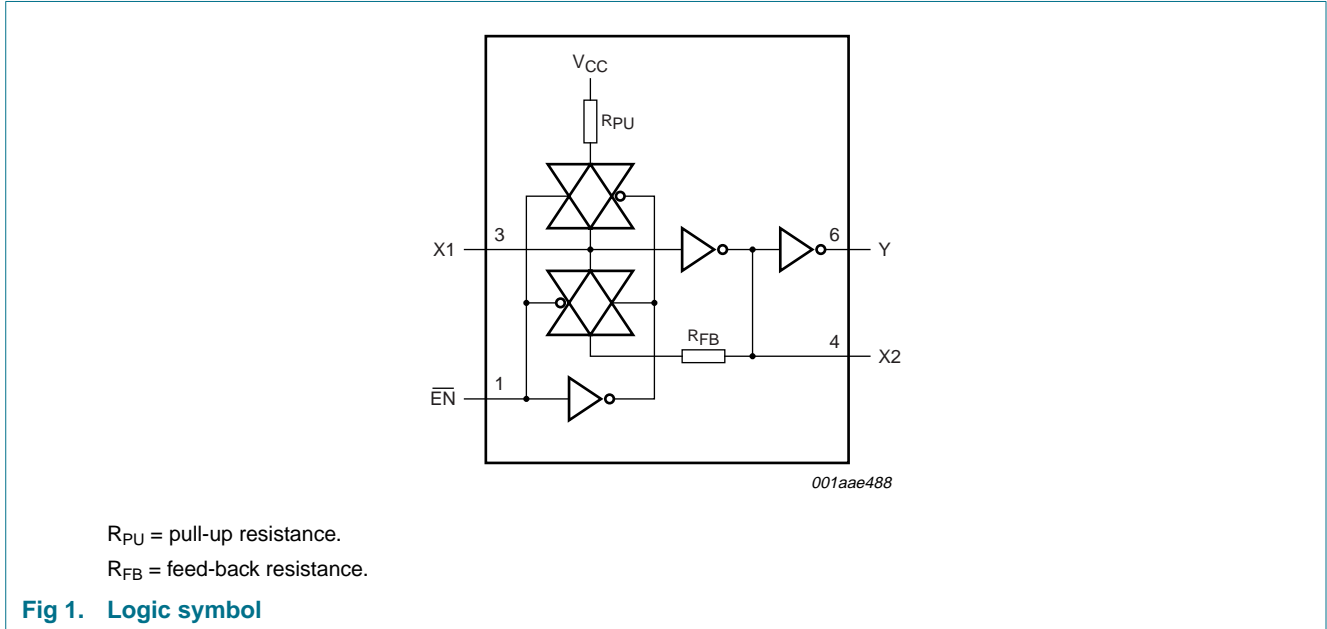 VCC
RPU
X1
3
6
Y
RFB
4
X2
EN
1
001aae488
RPU = pull-up resistance.
RFB = feed-back resistance.
Fig 1. Logic symbol